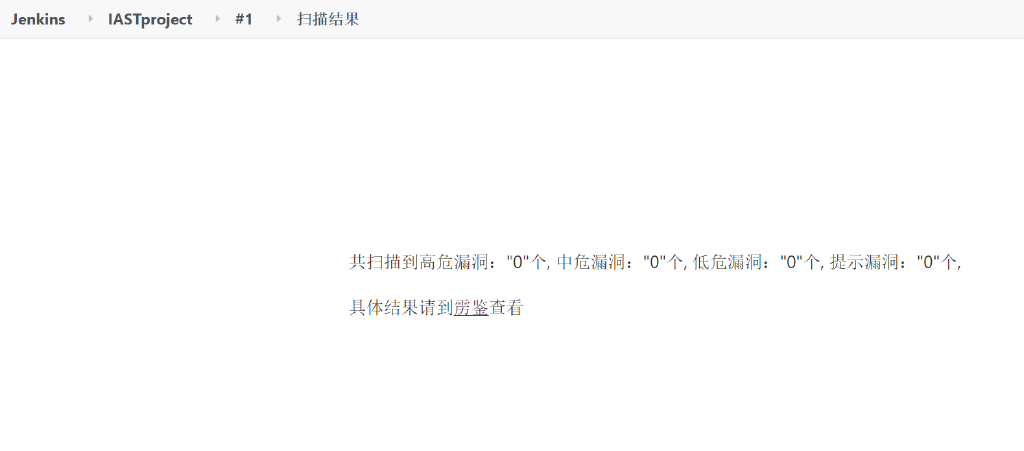 Jenkins IASTproject #1 扫描结果
共扫描到高危漏洞："0"个, 中危漏洞："0"个, 低危漏洞："0"个, 提示漏洞："0"个,
具体结果请到雳鉴查看